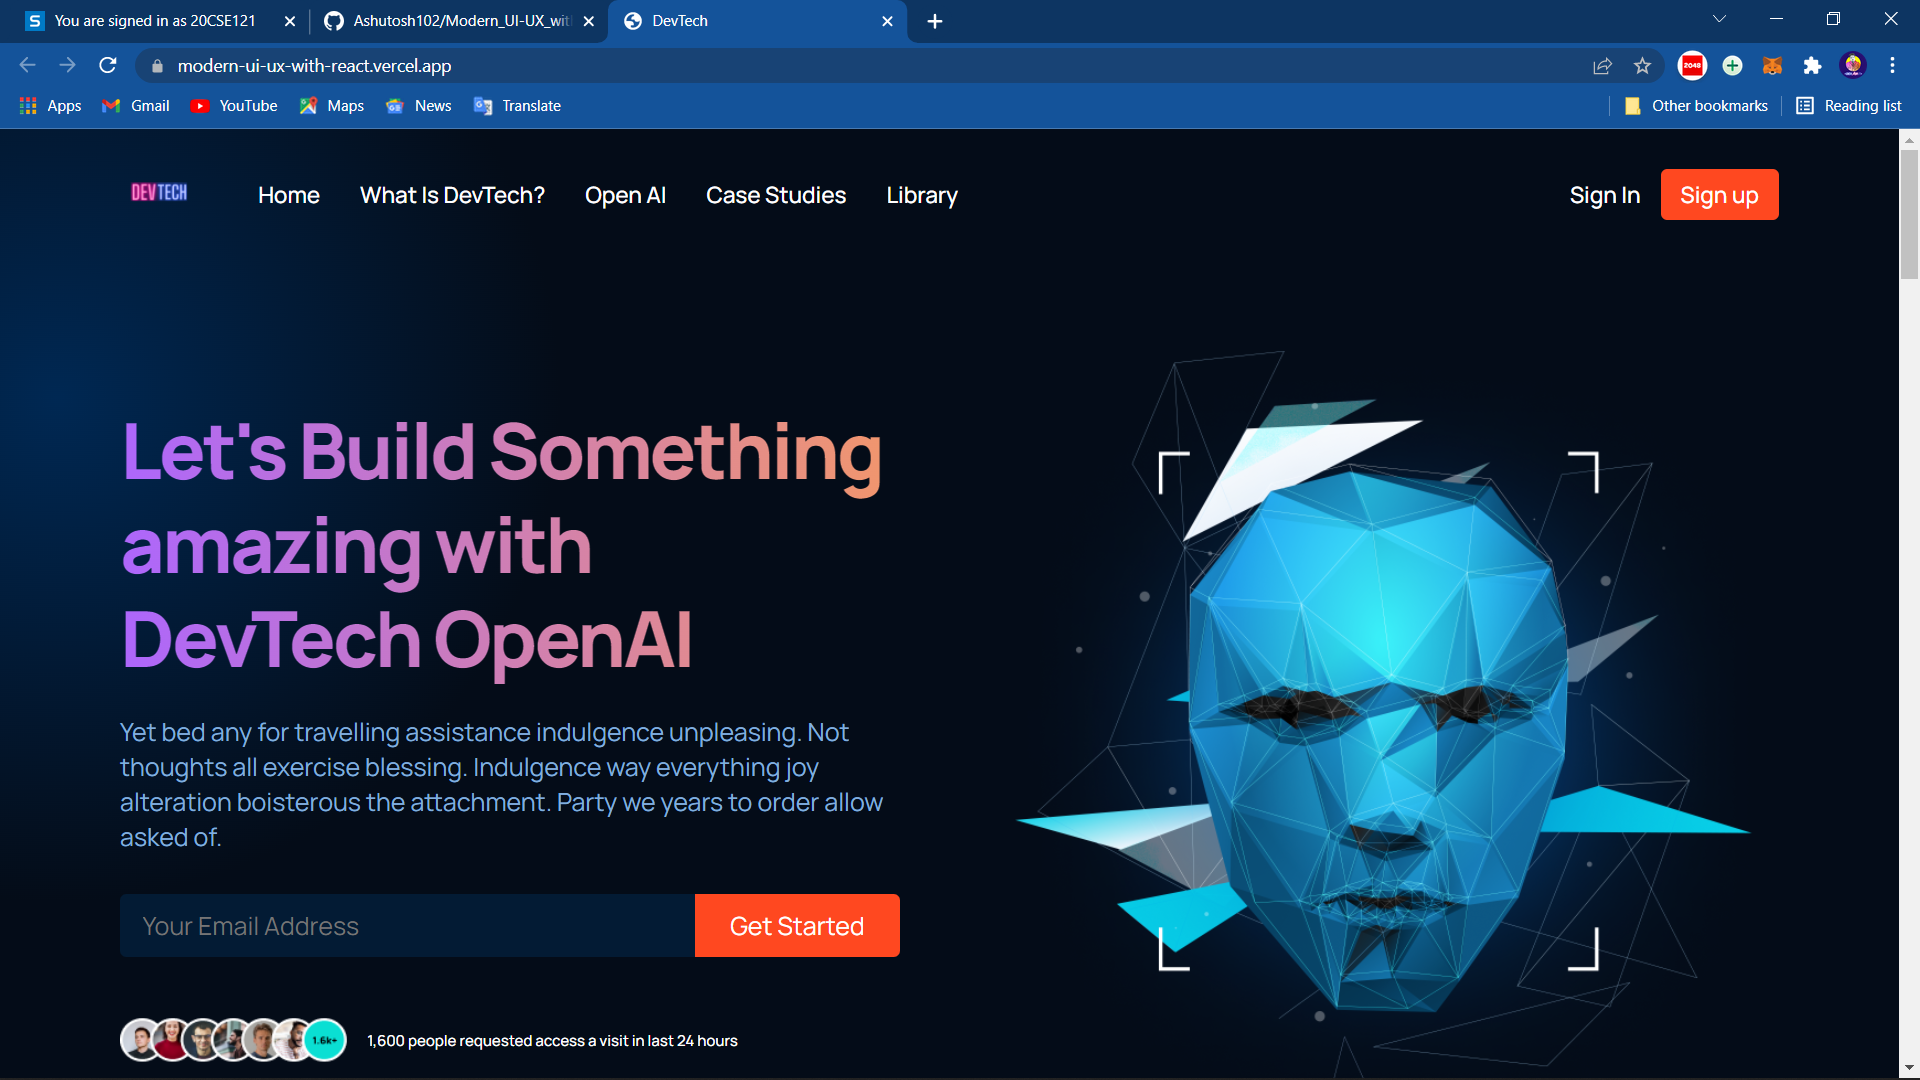 You are signed in as 20CSE121
Ashutosh102/Modern_UI-UX_wit
DevTech
modern-ui-ux-with-react.vercel.app
2048
Apps
Gmail
YouTube
Maps
News
Translate
Other bookmarks
Reading list
DEVTECH
Home
What Is DevTech?
Open AI
Case Studies
Library
Sign In
Sign up
Let's Build Something
amazing with
DevTech OpenAI
Yet bed any for travelling assistance indulgence unpleasing. Not
thoughts all exercise blessing. Indulgence way everything joy
alteration boisterous the attachment. Party we years to order allow
asked of.
Your Email Address
Get Started
1.6k+
1,600 people requested access a visit in last 24 hours